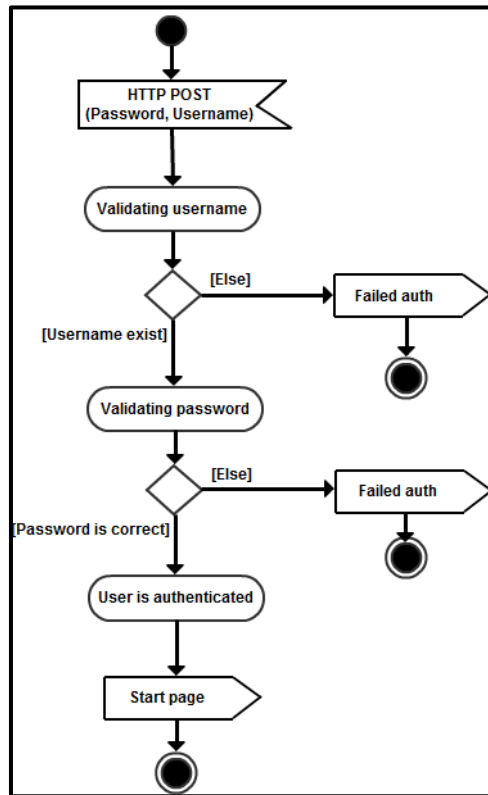 HTTP POST
(Password, Username)
Validating username
[Else]
Failed auth
[Username exist]
Validating password
[Else]
Failed auth
[Password is correct]
User is authenticated
Start page